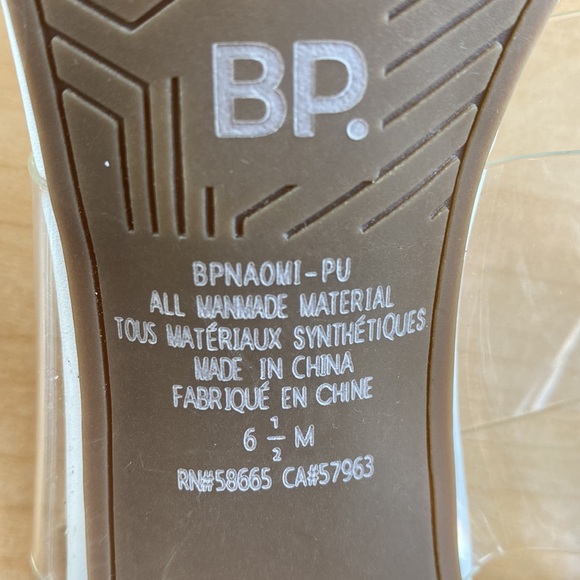 BP.
BPNAOMI-PU
ALL MANMADE MATERIAL
TOUS MATÉRIAUX SYNTHÉTIQUES
MADE IN CHINA
FABRIQUÉ EN CHINE
6 1/2 M
RN#58665 CA#57963